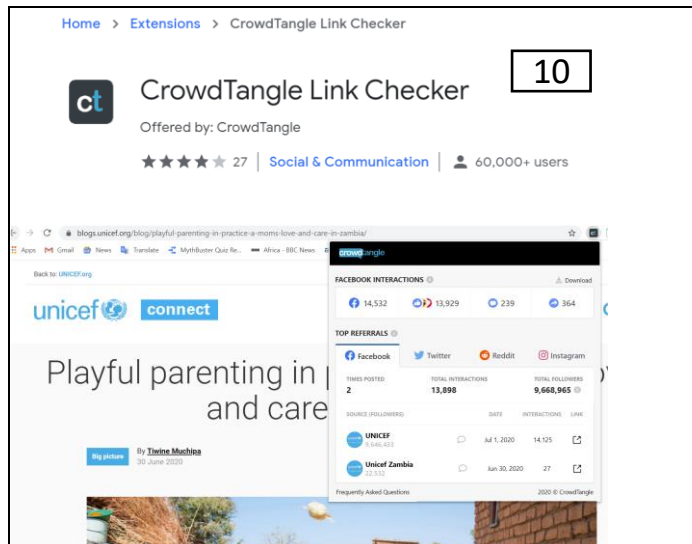 Home > Extensions > CrowdTangle Link Checker
10
ct
CrowdTangle Link Checker
Offered by: CrowdTangle
27 | Social & Communication | 60,000+ users
blogs.unicef.org/blog/playful-parenting-in-practice-a-moms-love-and-care-in-zambia/
Apps Gmail News Translate MythBuster Quiz Re... Africa - BBC News
crowdtangle
Back to: UNICEF.org
unicef connect
Playful parenting in
and care
Big picture
By Tiwine Muchipa
30 June 2020
FACEBOOK INTERACTIONS Download
14,532 13,929 239 364
TOP REFERRALS
Facebook Twitter Reddit Instagram
TIMES POSTED TOTAL INTERACTIONS TOTAL FOLLOWERS
2 13,898 9,668,965
SOURCE (FOLLOWERS) DATE INTERACTIONS LINK
UNICEF Jul 1, 2020 14,125
9,646,433
Unicef Zambia Jun 30, 2020 27
22,532
Frequently Asked Questions 2020 © CrowdTangle